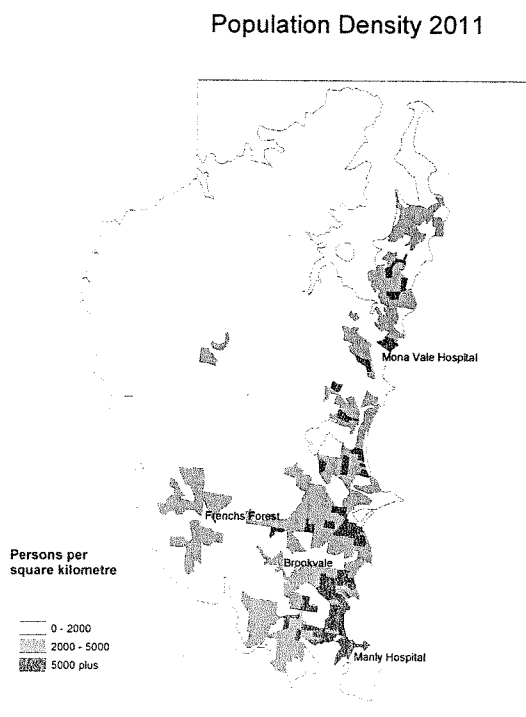 Population Density 2011
Mona Vale Hospital
Frenchs Forest
Brookvale
Persons per
square kilometre
0 - 2000
2000 - 5000
5000 plus
Manly Hospital